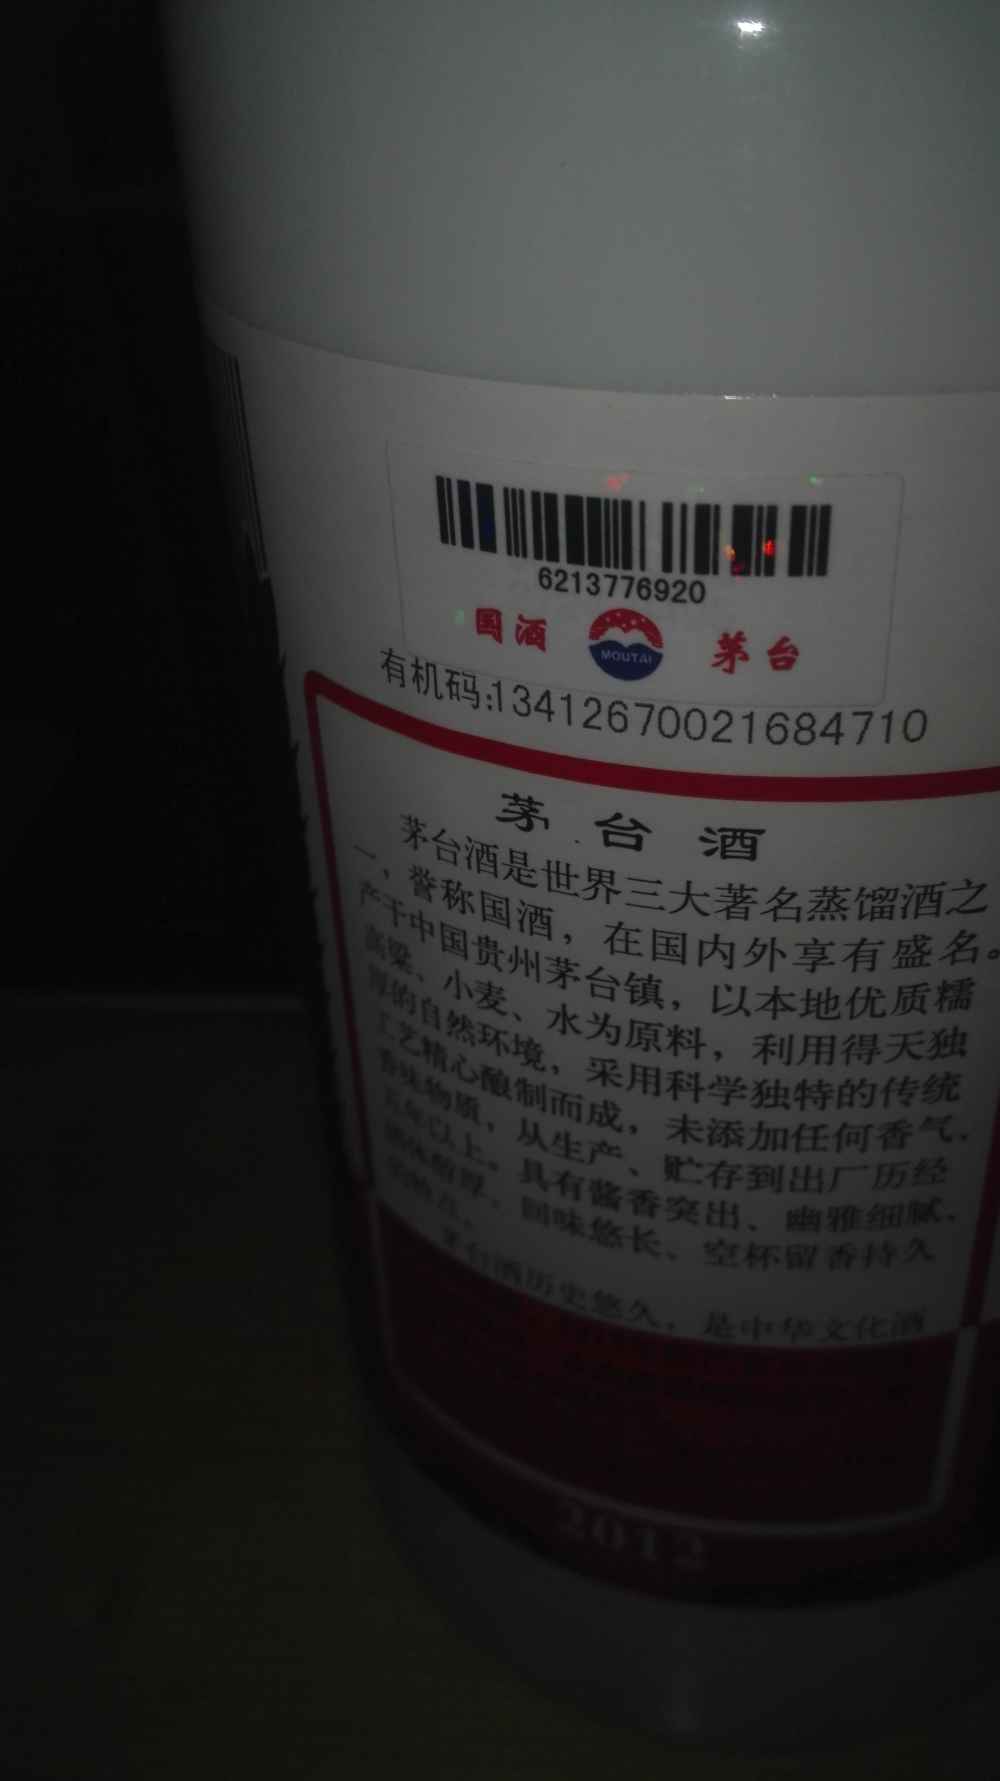 6213776920
国酒 MOUTAI 茅台
有机码:13412670021684710
茅台酒
茅台酒是世界三大著名蒸馏酒之
一，誉称国酒，在国内外享有盛名。
产于中国贵州茅台镇，以本地优质糯
高粱、小麦、水为原料，利用得天独
厚的自然环境，采用科学独特的传统
工艺精心酿制而成，未添加任何香气、
香味物质，从生产、贮存到出厂历经
五年以上。具有酱香突出、幽雅细腻、
酒体醇厚、回味悠长、空杯留香持久
的特点。
茅台酒历史悠久，是中华文化酒
2012